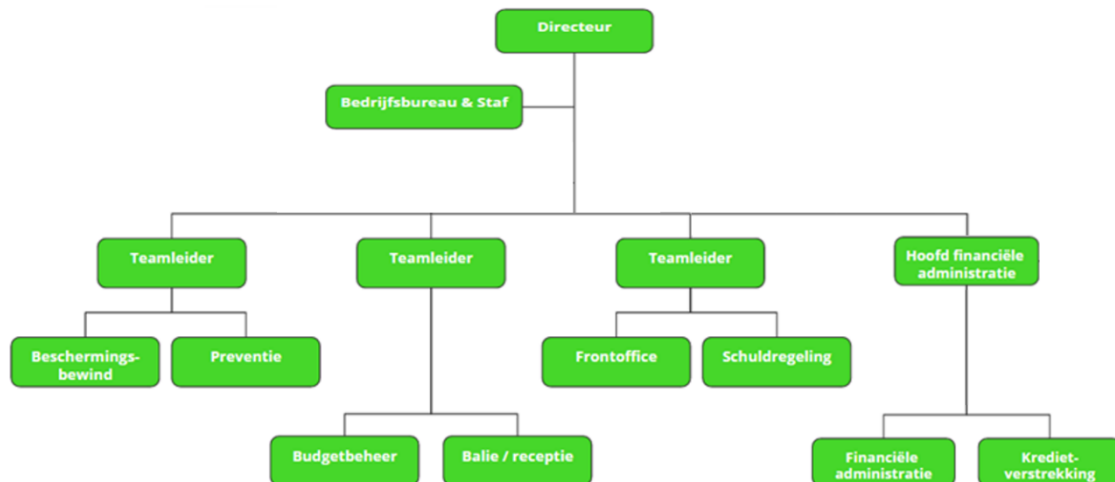 Directeur
Bedrijfsbureau & Staf
Teamleider
Teamleider
Teamleider
Hoofd financiële
administratie
Beschermings-
bewind
Preventie
Frontoffice
Schuldregeling
Budgetbeheer
Balie / receptie
Financiële
administratie
Krediet-
verstrekking